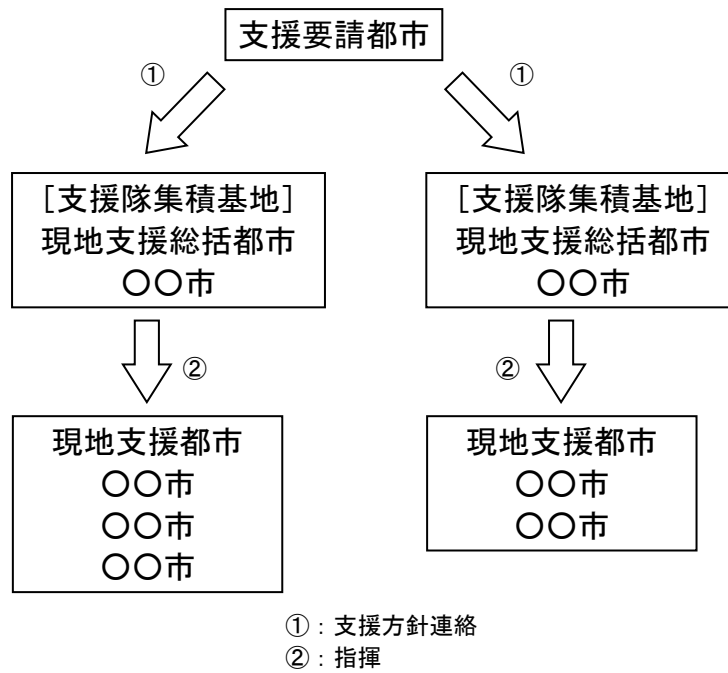 支援要請都市
① ①
[支援隊集積基地]
現地支援総括都市
〇〇市
[支援隊集積基地]
現地支援総括都市
〇〇市
② ②
現地支援都市
〇〇市
〇〇市
〇〇市
現地支援都市
〇〇市
〇〇市
①：支援方針連絡
②：指揮